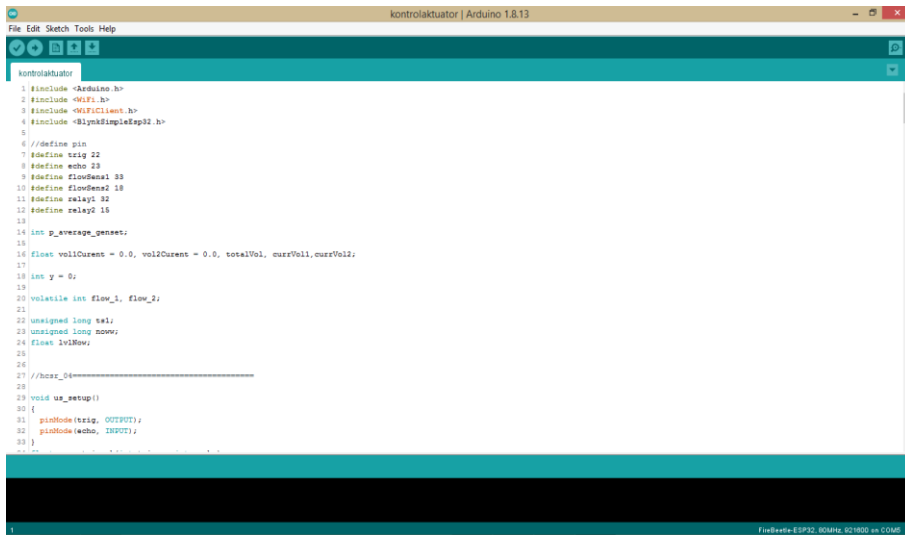 kontrolaktuator | Arduino 1.8.13
File Edit Sketch Tools Help
kontrolaktuator
1 #include <Arduino.h>
2 #include <WiFi.h>
3 #include <WiFiClient.h>
4 #include <BlynkSimpleEsp32.h>
5
6 //define pin
7 #define trig 22
8 #define echo 23
9 #define flowSens1 33
10 #define flowSens2 18
11 #define relay1 32
12 #define relay2 15
13
14 int p_average_genset;
15
16 float vol1Curent = 0.0, vol2Curent = 0.0, totalVol, currVol1,currVol2;
17
18 int y = 0;
19
20 volatile int flow_1, flow_2;
21
22 unsigned long ts1;
23 unsigned long noww;
24 float lvlNow;
25
26
27 //hcsr_04=======================================
28
29 void us_setup()
30 {
31 pinMode(trig, OUTPUT);
32 pinMode(echo, INPUT);
33 }
1
FireBeetle-ESP32, 80MHz, 921600 on COM5